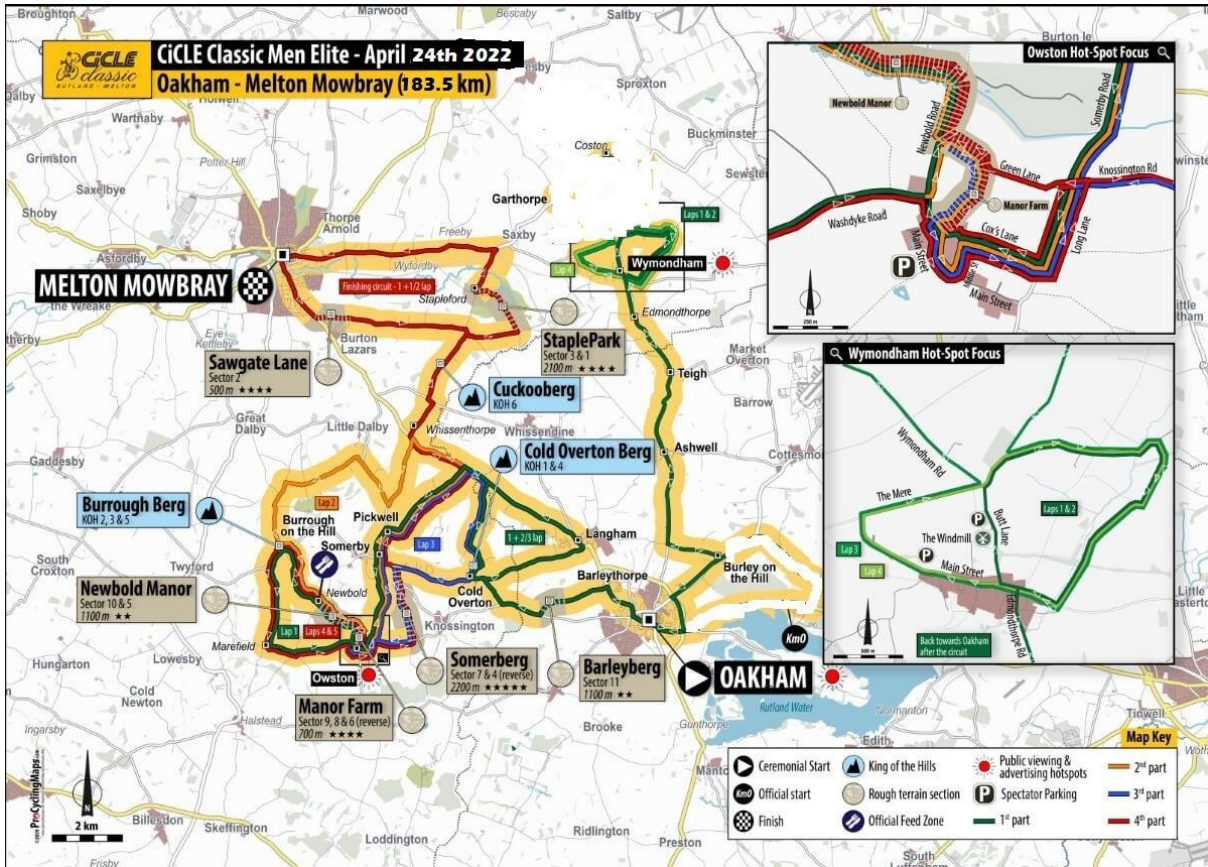 CiCLE
classic
RUTLAND - MELTON
CiCLE Classic Men Elite - April 24th 2022
Oakham - Melton Mowbray (183.5 km)
Broughton
Hill
Marwood
Bescaby
Saltby
Burton le
Dalby
Holwell
Sproxton
Warthnaby
Buckminster
Grimston
Potter Hill
Coston
Saxelbye
Sewstern
Garthorpe
Shoby
Thorpe
Arnold
Freeby
Saxby
Laps 1 & 2
Asfordby
Wyfordby
Lap 4
Wymondham
MELTON MOWBRAY
Finishing circuit - 1 +1/2 lap
Stapleford
Edmondthorpe
the Wreake
Eye
Kettleby
Burton
Lazars
StaplePark
Sector 3 & 1
2100 m ★★★★
Market
Overton
Sawgate Lane
Sector 2
500 m ★★★★
Teigh
Cuckooberg
KOH 6
Barrow
Great
Dalby
Little Dalby
Whissenthorpe
Whissendine
Ashwell
Cottesmo
Gaddesby
Cold Overton Berg
KOH 1 & 4
Burrough Berg
KOH 2, 3 & 5
Lap 2
Burrough
on the Hill
Pickwell
Somerby
Lap 3
1 + 2/3 lap
Langham
South
Croxton
Twyford
Barleythorpe
Burley on
the Hill
Newbold Manor
Sector 10 & 5
1100 m ★★
Newbold
Cold
Overton
Lap 1
Laps 4 & 5
Knossington
Km0
Marefield
Hungarton
Lowesby
Owston
Somerberg
Sector 7 & 4 (reverse)
2200 m ★★★★★
Barleyberg
Sector 11
1100 m ★★
OAKHAM
Cold
Newton
Manor Farm
Sector 9, 8 & 6 (reverse)
700 m ★★★★
Rutland Water
Ingarsby
Halstead
Brooke
Gunthorpe
Normanton
Edith
Tinwell
N
2 km
©2019 ProCyclingMaps.com
Billesdon
Skeffington
Loddington
Ridlington
Preston
Frisby
South
Luffenham
Owston Hot-Spot Focus
Newbold Manor
Newbold Road
Somerby Road
Green Lane
Knossington Rd
Manor Farm
Washdyke Road
Cox's Lane
Long Lane
Main Street
P
Middle St
Main Street
N
250 m
Wymondham Hot-Spot Focus
Wymondham Rd
The Mere
Butt Lane
Laps 1 & 2
P
The Windmill
Lap 3
P
Main Street
Lap 4
Edmondthorpe Rd
N
500 m
Back towards Oakham
after the circuit
Map Key
Ceremonial Start
King of the Hills
Public viewing &
advertising hotspots
2nd part
Km0
Official start
Rough terrain section
P
Spectator Parking
3rd part
Finish
Official Feed Zone
1st part
4th part